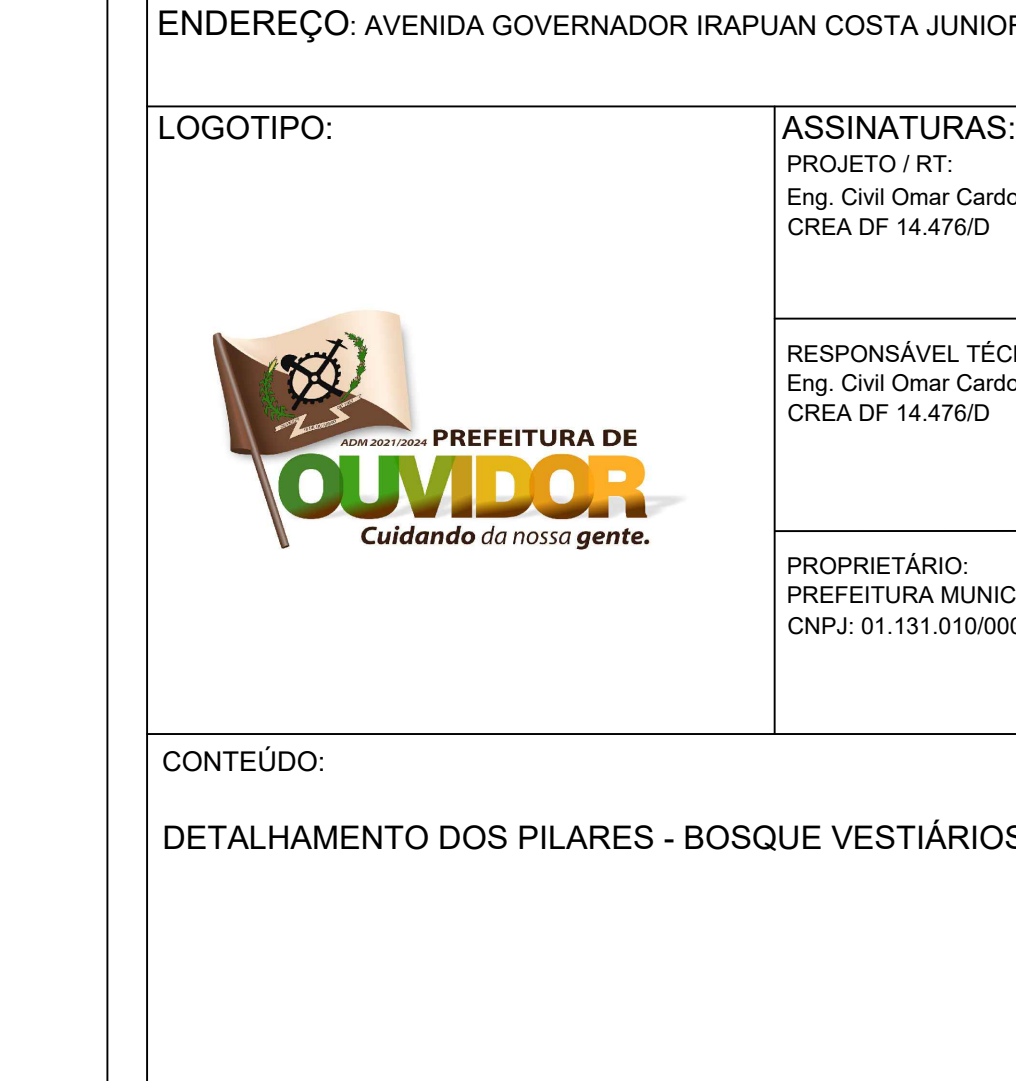 ENDEREÇO: AVENIDA GOVERNADOR IRAPUAN COSTA JUNIOR
LOGOTIPO:
ADM 2021/2024 PREFEITURA DE
OUVIDOR
Cuidando da nossa gente.
ASSINATURAS:
PROJETO / RT:
Eng. Civil Omar Cardo
CREA DF 14.476/D
RESPONSÁVEL TÉC
Eng. Civil Omar Cardo
CREA DF 14.476/D
PROPRIETÁRIO:
PREFEITURA MUNIC
CNPJ: 01.131.010/000
CONTEÚDO:
DETALHAMENTO DOS PILARES - BOSQUE VESTIÁRIOS